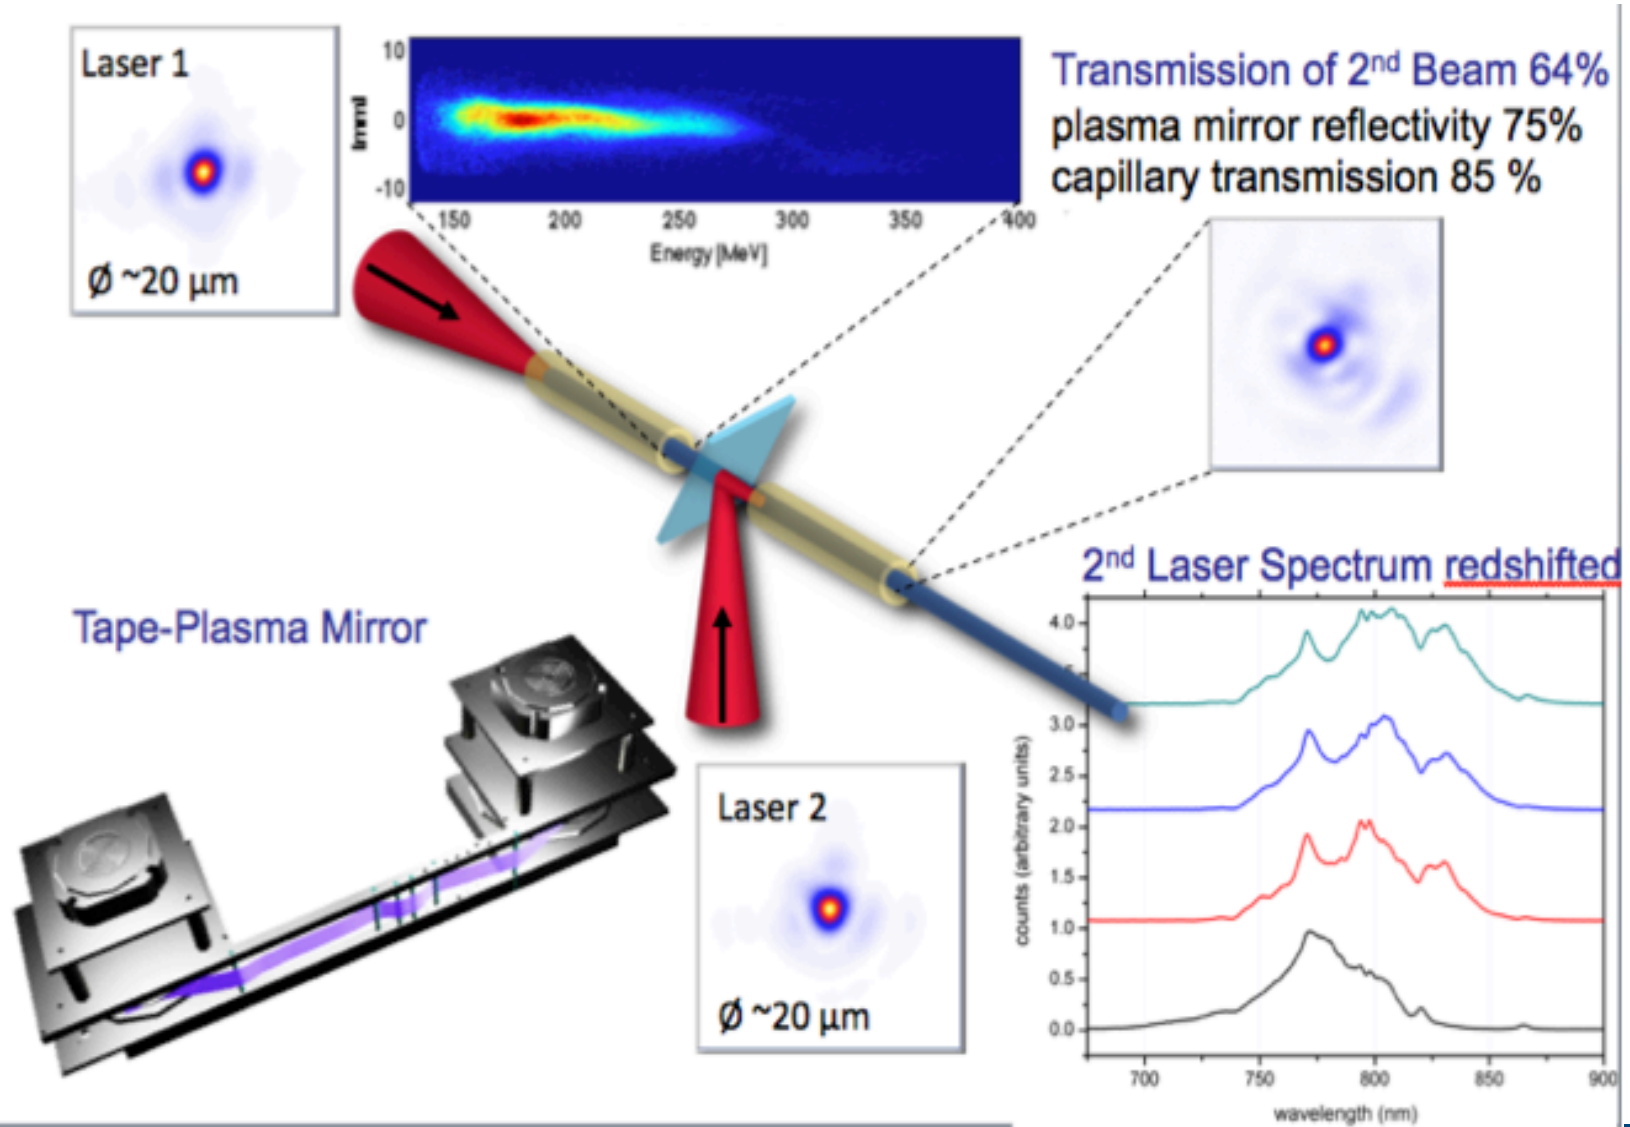 Laser 1
Ø ~20 µm
10
0
-10
[mm]
150 200 250 300 350 400
Energy [MeV]
Transmission of 2nd Beam 64%
plasma mirror reflectivity 75%
capillary transmission 85 %
Tape-Plasma Mirror
Laser 2
Ø ~20 µm
2nd Laser Spectrum redshifted
4.0
3.0
2.5
2.0
1.5
1.0
0.5
0.0
counts (arbitrary units)
700 750 800 850 900
wavelength (nm)